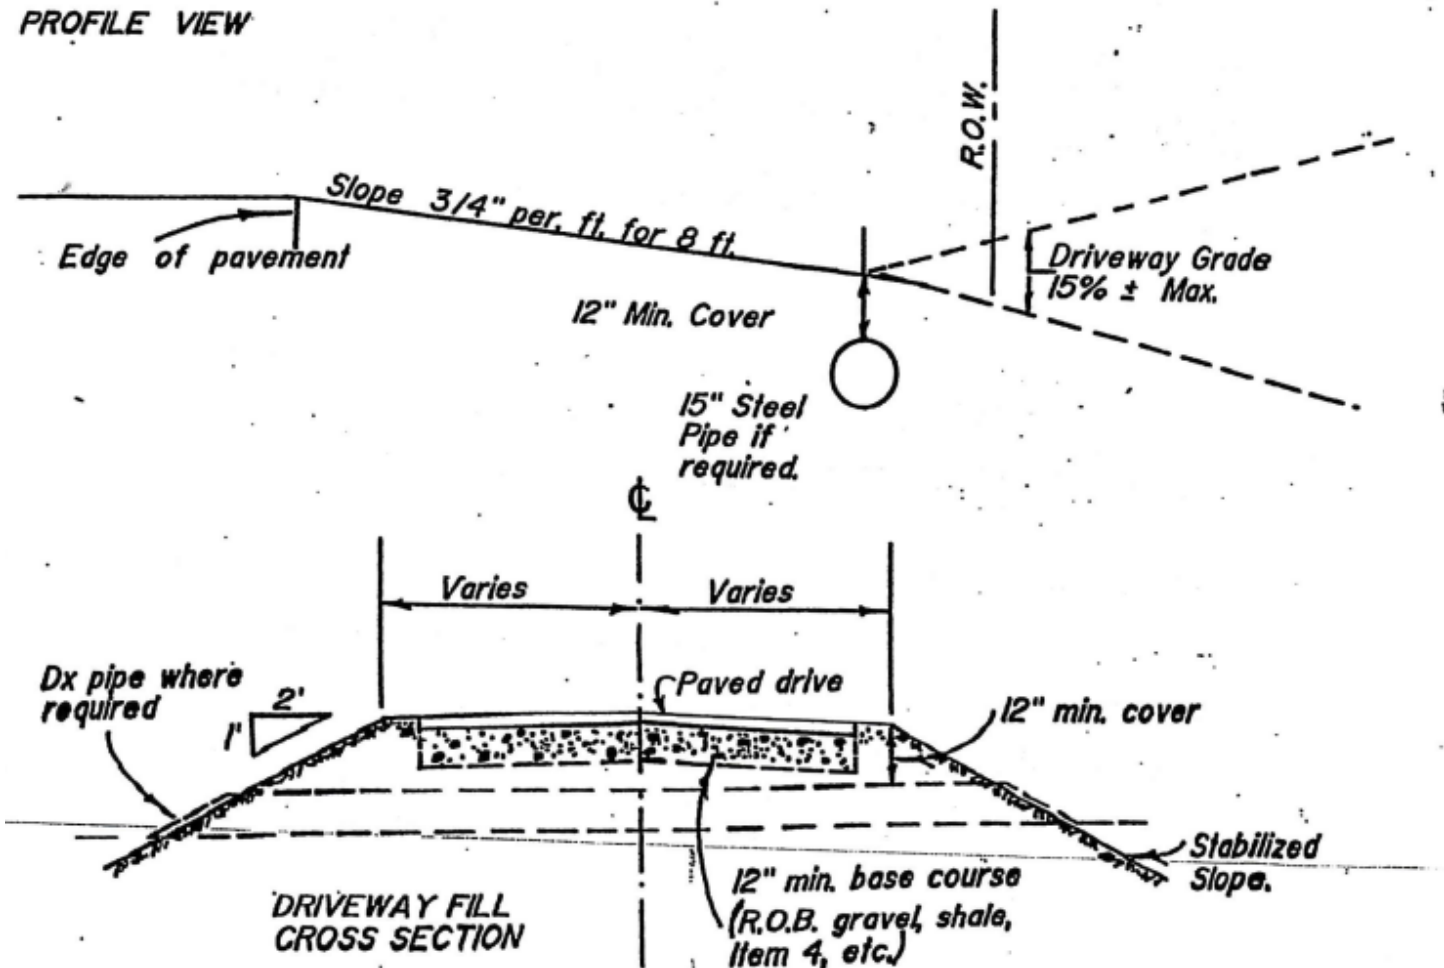 PROFILE VIEW
R.O.W.
Slope 3/4" per. ft. for 8 ft.
Edge of pavement
Driveway Grade
15% ± Max.
12" Min. Cover
15" Steel
Pipe if
required.
℄
Varies
Varies
Dx pipe where
required
2'
1'
Paved drive
12" min. cover
Stabilized
Slope.
12" min. base course
(R.O.B. gravel, shale,
Item 4, etc.)
DRIVEWAY FILL
CROSS SECTION